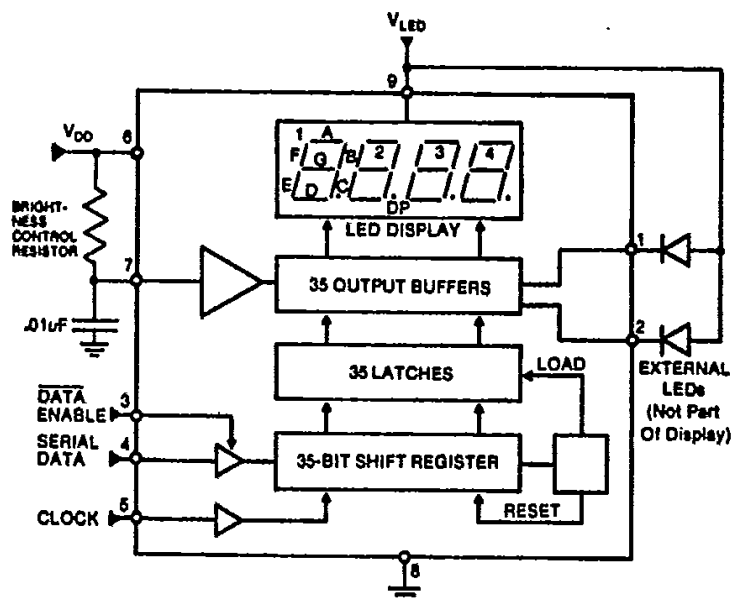 VLED
9
VDD
6
1 A
F G B 2 3 4
E D C
DP
LED DISPLAY
BRIGHT-
NESS
CONTROL
RESISTOR
7
.01uF
35 OUTPUT BUFFERS
1
2
EXTERNAL
LEDs
(Not Part
Of Display)
35 LATCHES
LOAD
DATA
ENABLE
3
SERIAL
DATA
4
35-BIT SHIFT REGISTER
CLOCK
5
RESET
8